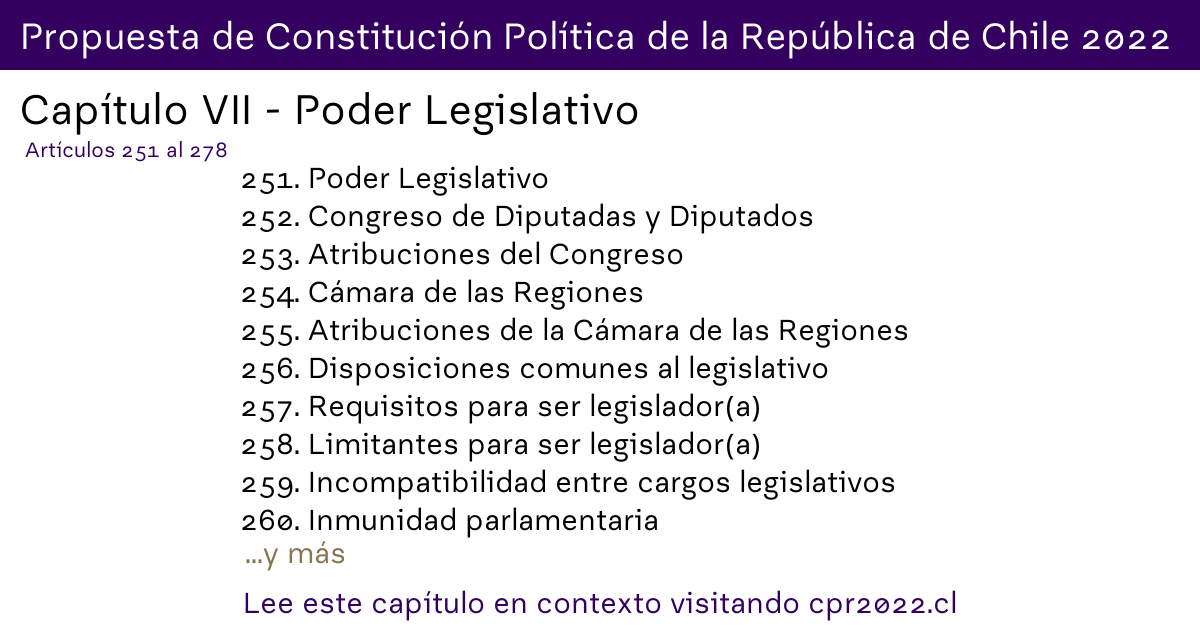 Propuesta de Constitución Política de la República de Chile 2022
Capítulo VII - Poder Legislativo
Artículos 251 al 278
251. Poder Legislativo
252. Congreso de Diputadas y Diputados
253. Atribuciones del Congreso
254. Cámara de las Regiones
255. Atribuciones de la Cámara de las Regiones
256. Disposiciones comunes al legislativo
257. Requisitos para ser legislador(a)
258. Limitantes para ser legislador(a)
259. Incompatibilidad entre cargos legislativos
260. Inmunidad parlamentaria
...y más
Lee este capítulo en contexto visitando cpr2022.cl